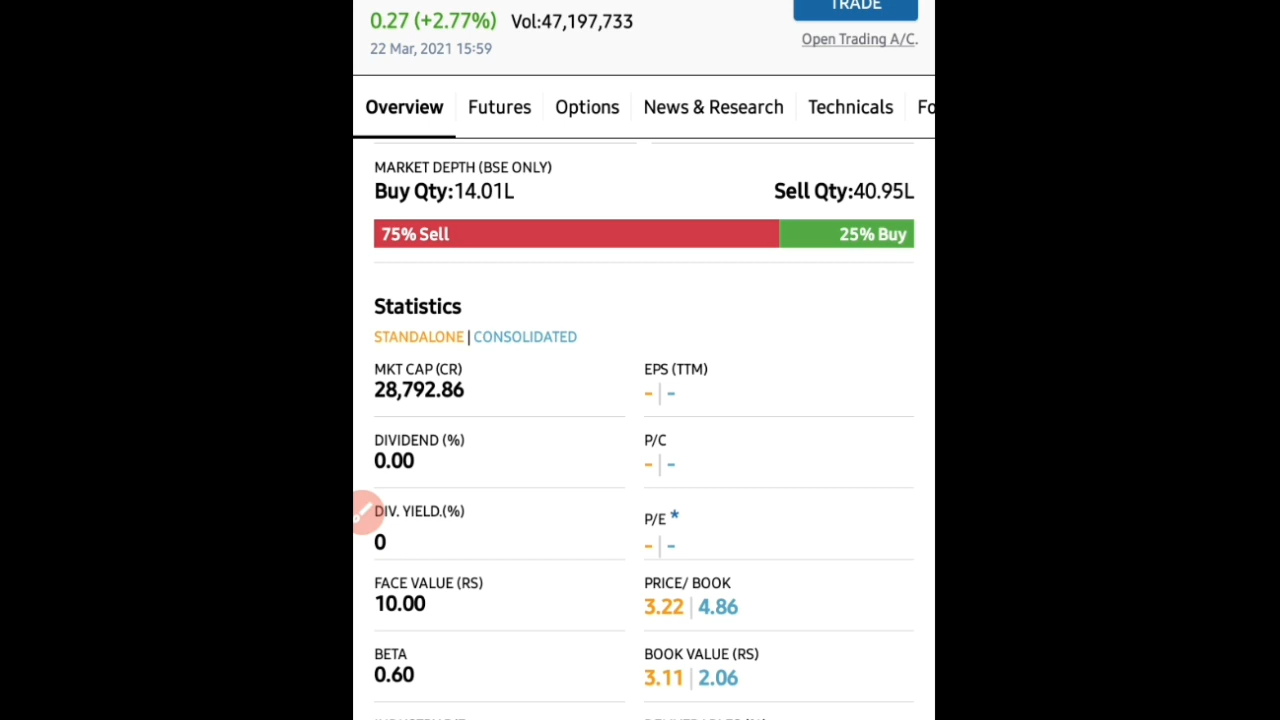 TRADE
0.27 (+2.77%) Vol:47,197,733
22 Mar, 2021 15:59
Open Trading A/C.
Overview Futures Options News & Research Technicals Fo
MARKET DEPTH (BSE ONLY)
Buy Qty:14.01L Sell Qty:40.95L
75% Sell 25% Buy
Statistics
STANDALONE | CONSOLIDATED
MKT CAP (CR) EPS (TTM)
28,792.86 - | -
DIVIDEND (%) P/C
0.00 - | -
DIV. YIELD.(%) P/E *
0 - | -
FACE VALUE (RS) PRICE/ BOOK
10.00 3.22 | 4.86
BETA BOOK VALUE (RS)
0.60 3.11 | 2.06